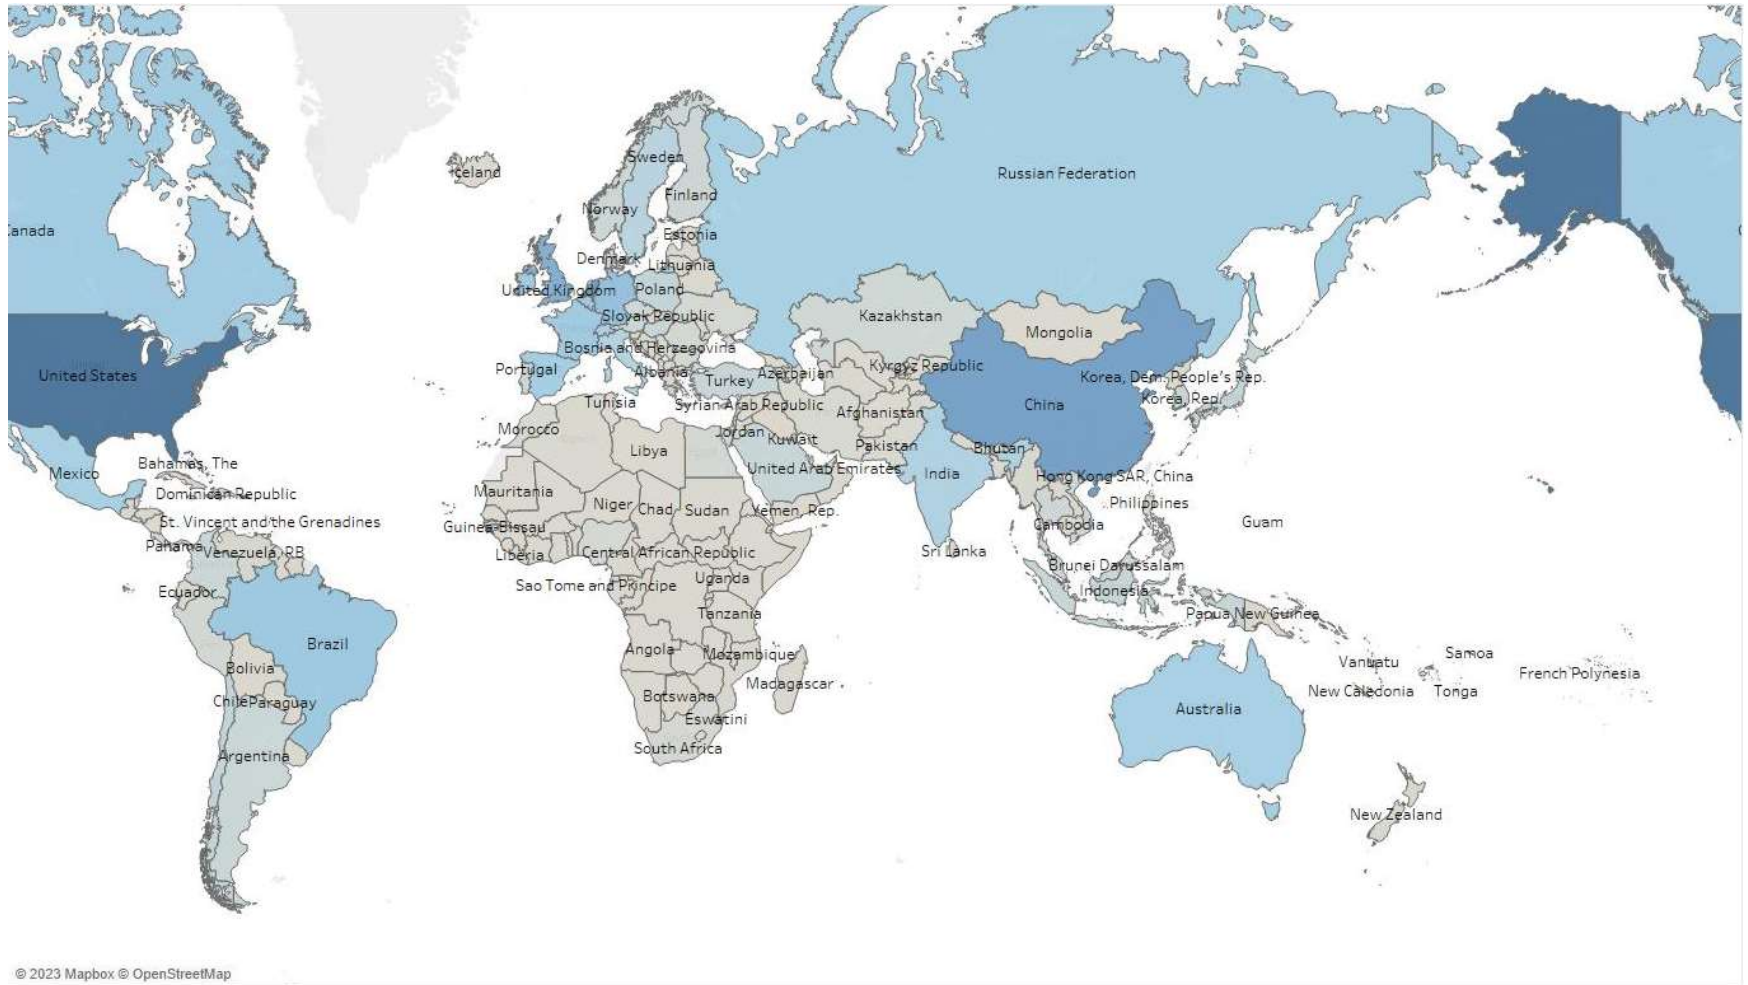 Iceland
Sweden
Russian Federation
Finland
Norway
anada
Estonia
Denmark
Lithuania
United Kingdom
Poland
Slovak Republic
Kazakhstan
Mongolia
Bosnia and Herzegovina
Portugal
Albania
Azerbaijan
Kyrgyz Republic
United States
Turkey
Korea, Dem. People's Rep.
Tunisia
Syrian Arab Republic
Afghanistan
China
Korea, Rep.
Morocco
Jordan
Kuwait
Libya
Pakistan
Bhutan
Bahamas, The
Mexico
United Arab Emirates
India
Hong Kong SAR, China
Dominican Republic
Mauritania
Niger
Chad
Sudan
Yemen, Rep.
Philippines
St. Vincent and the Grenadines
Guinea-Bissau
Cambodia
Guam
Panama
Venezuela, RB
Liberia
Central African Republic
Sri Lanka
Brunei Darussalam
Ecuador
Sao Tome and Principe
Uganda
Indonesia
Tanzania
Papua New Guinea
Brazil
Angola
Mozambique
Samoa
Vanuatu
Bolivia
Madagascar
French Polynesia
Chile
Paraguay
Botswana
New Caledonia
Tonga
Eswatini
Australia
Argentina
South Africa
New Zealand
© 2023 Mapbox © OpenStreetMap